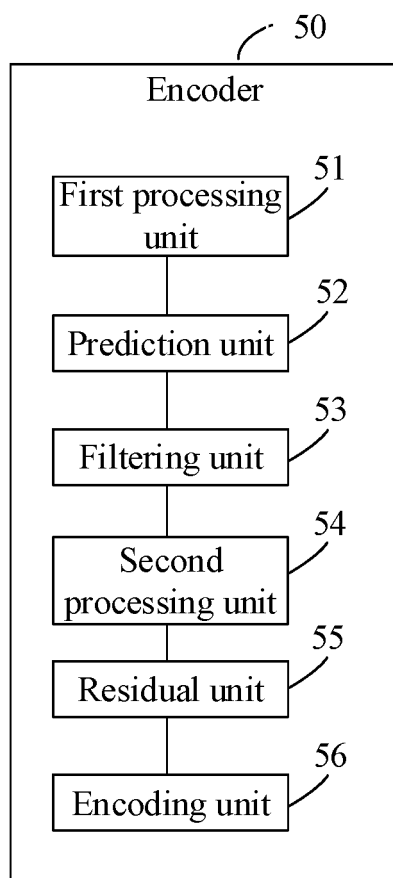 50
Encoder
51
First processing
unit
52
Prediction unit
53
Filtering unit
54
Second
processing unit
55
Residual unit
56
Encoding unit